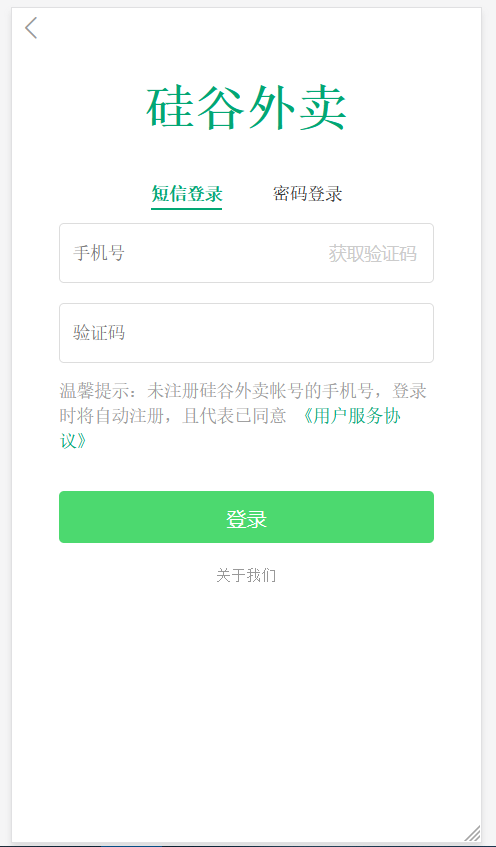 硅谷外卖
短信登录 密码登录
手机号 获取验证码
验证码
温馨提示：未注册硅谷外卖帐号的手机号，登录
时将自动注册，且代表已同意 《用户服务协
议》
登录
关于我们